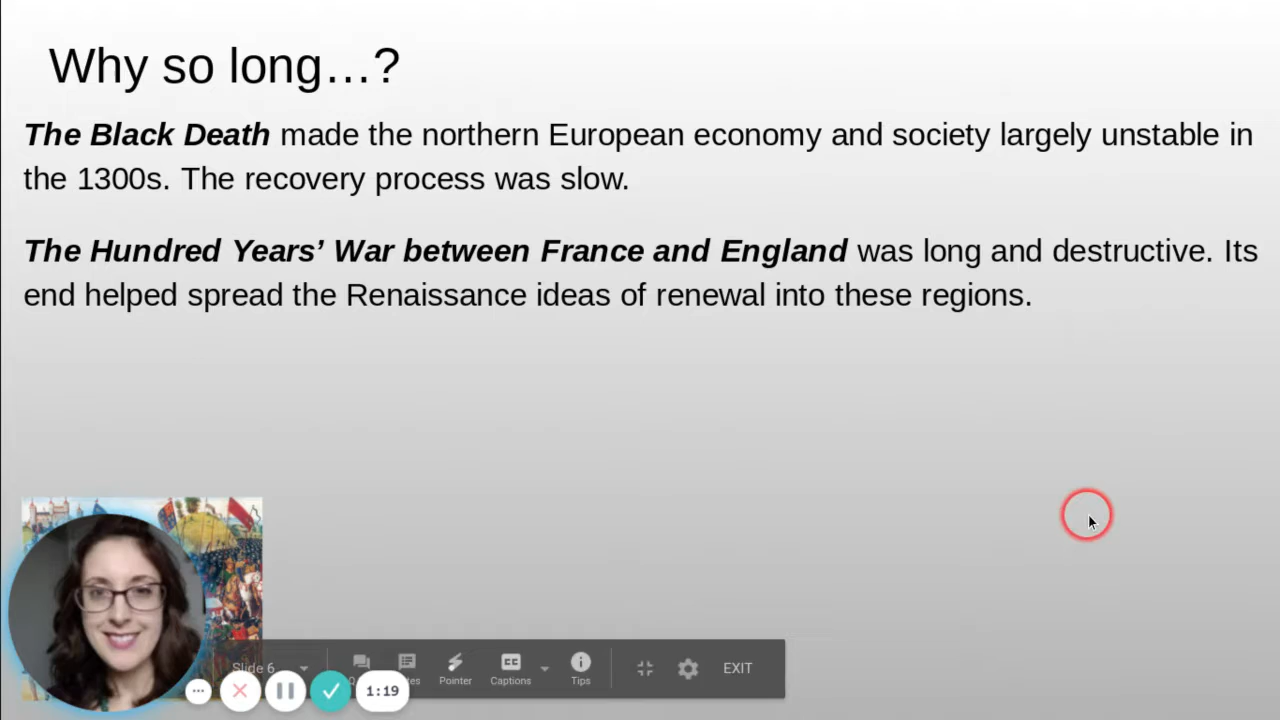 Why so long…?
The Black Death made the northern European economy and society largely unstable in
the 1300s. The recovery process was slow.
The Hundred Years’ War between France and England was long and destructive. Its
end helped spread the Renaissance ideas of renewal into these regions.
Slide 6
Pointer
Captions
Tips
EXIT
1:19